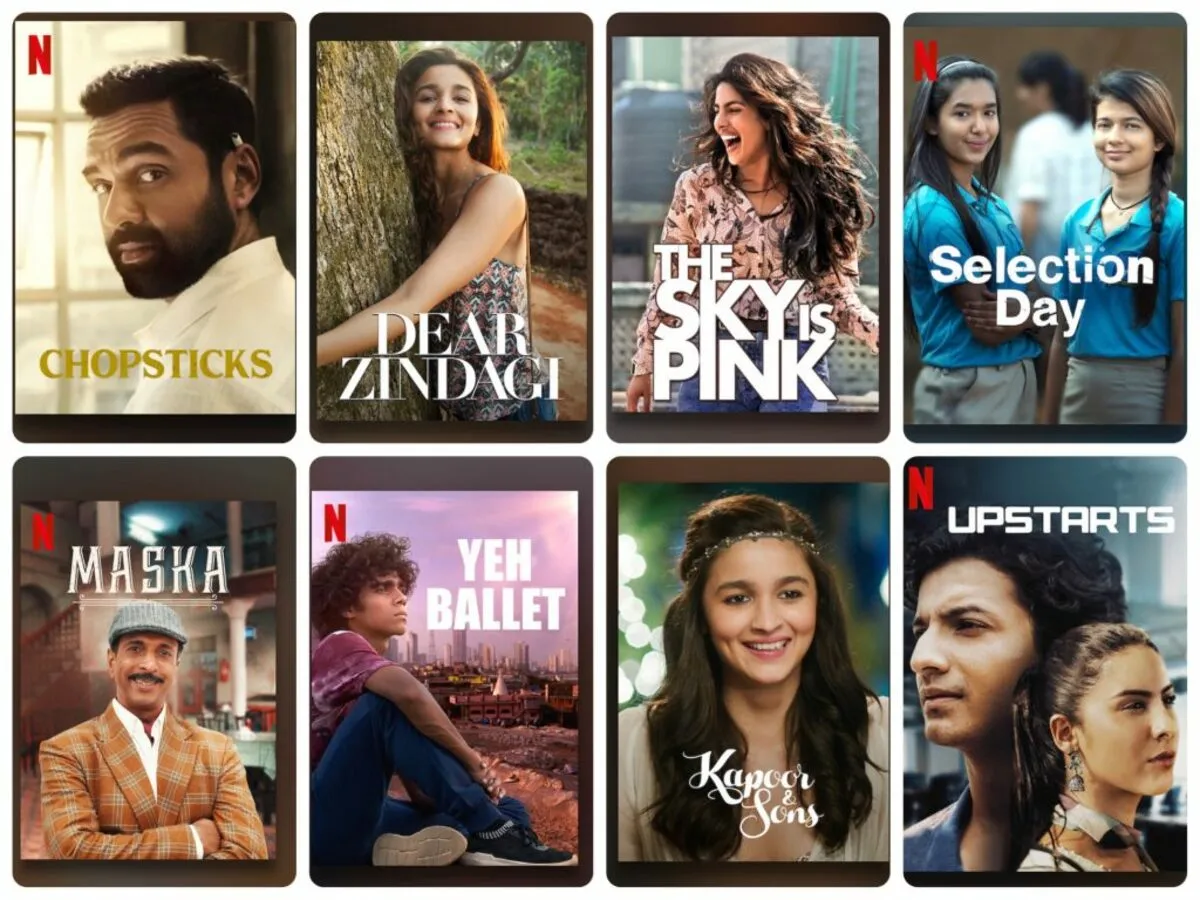 N
CHOPSTICKS
DEAR
ZINDAGI
THE
SKY IS
PINK
N
Selection
Day
N
MASKA
N
YEH
BALLET
Kapoor
&
Sons
N
UPSTARTS